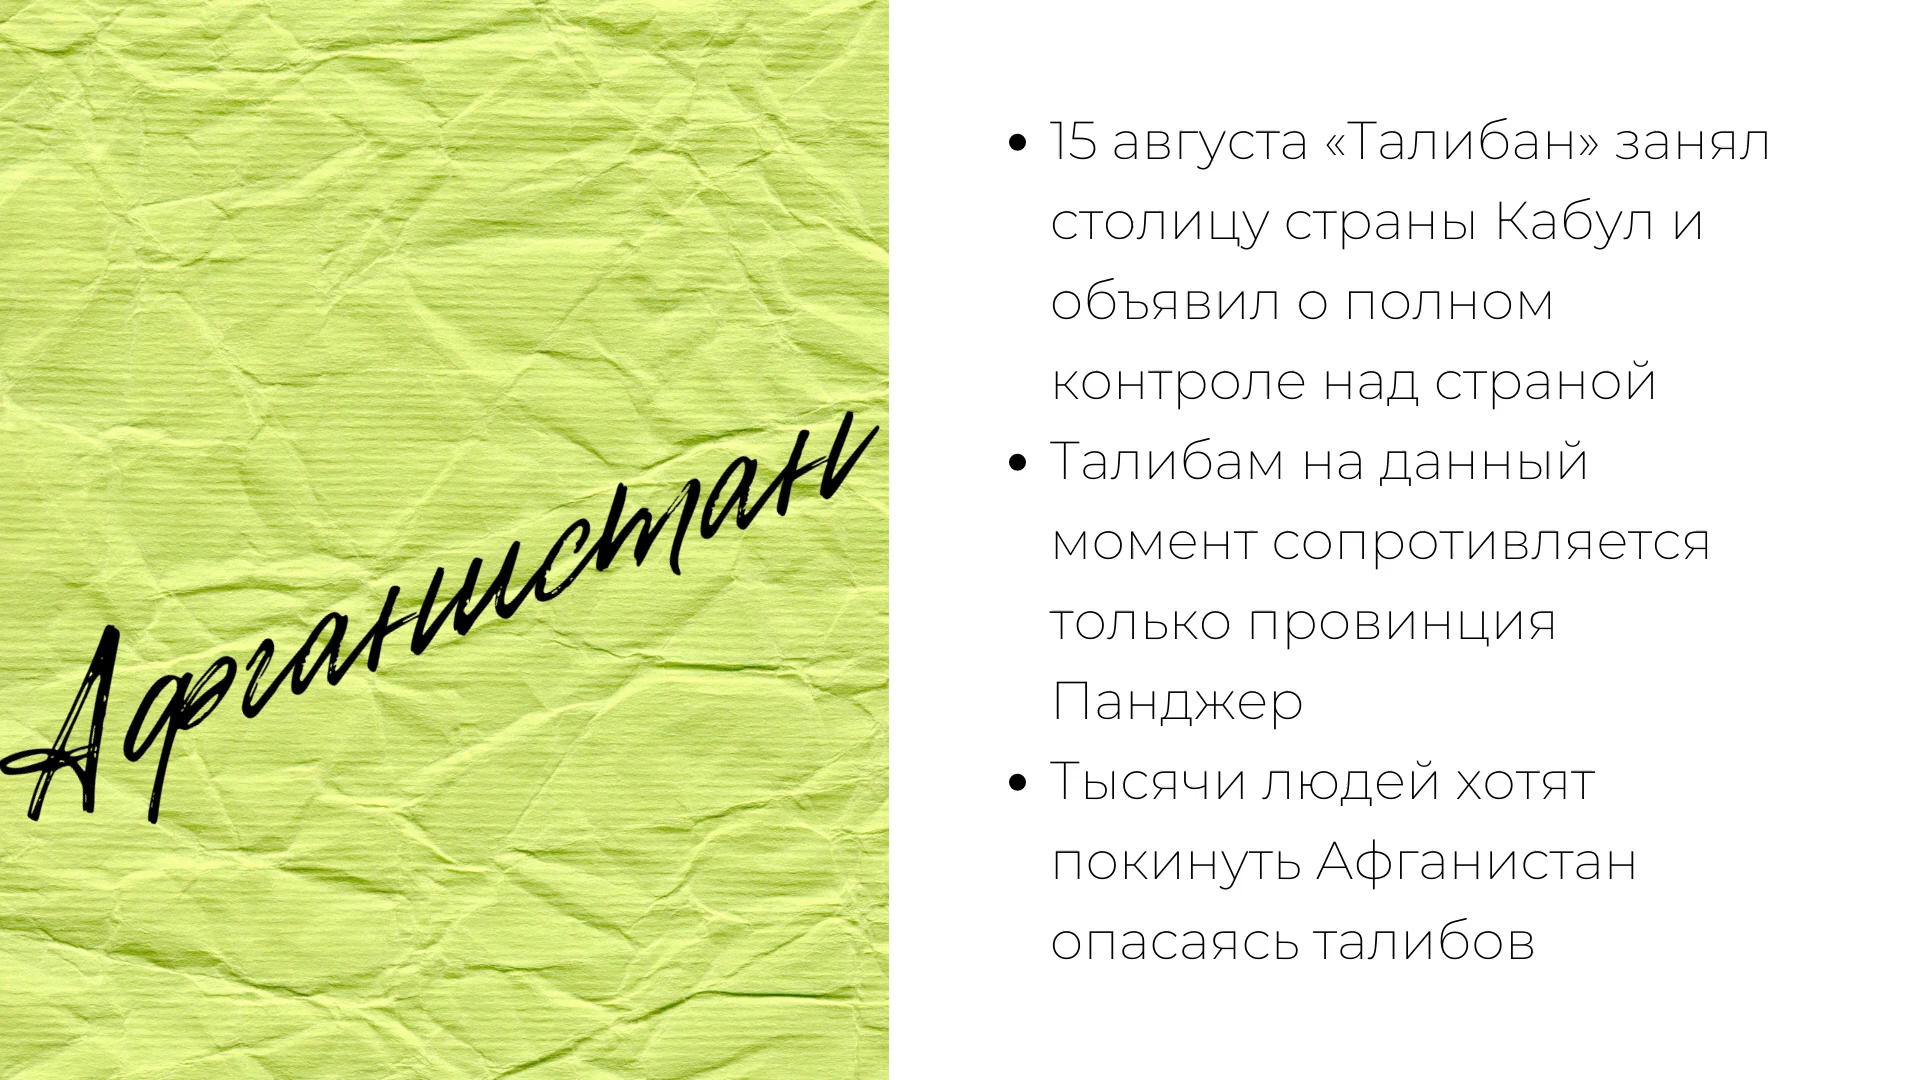 Афганистан
• 15 августа «Талибан» занял
столицу страны Кабул и
объявил о полном
контроле над страной
• Талибам на данный
момент сопротивляется
только провинция
Панджер
• Тысячи людей хотят
покинуть Афганистан
опасаясь талибов